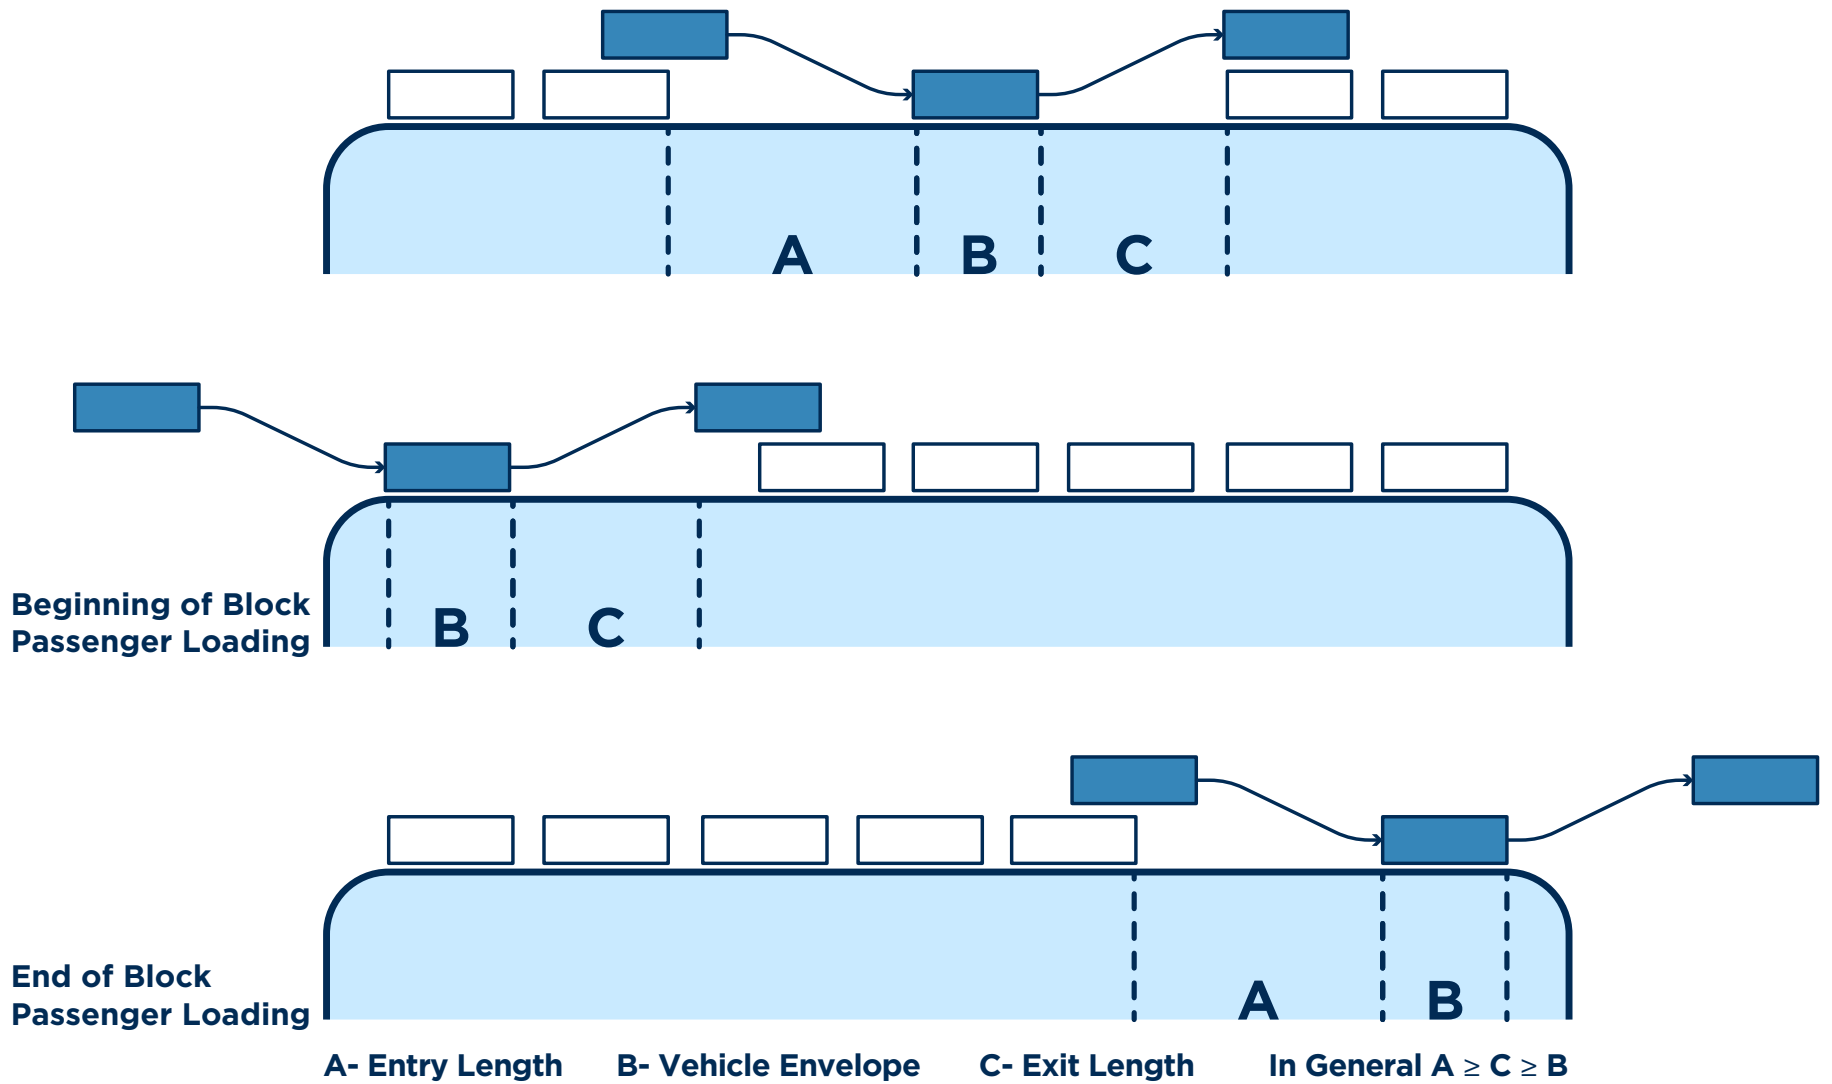 A
B
C
Beginning of Block
Passenger Loading
B
C
End of Block
Passenger Loading
A
B
A- Entry Length
B- Vehicle Envelope
C- Exit Length
In General A ≥ C ≥ B